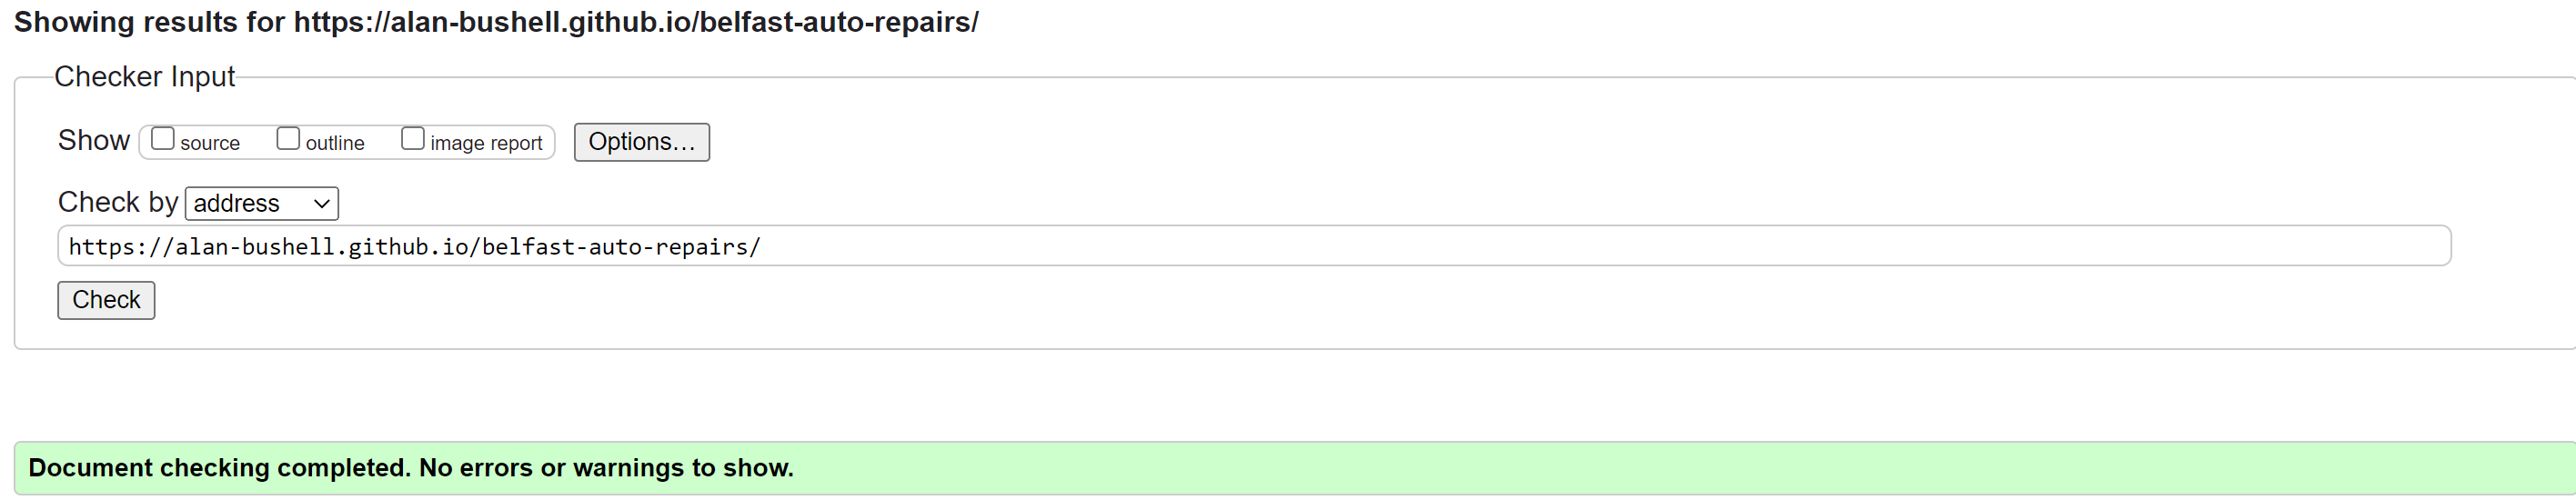 Showing results for https://alan-bushell.github.io/belfast-auto-repairs/
Checker Input
Show source outline image report Options...
Check by address
https://alan-bushell.github.io/belfast-auto-repairs/
Check
Document checking completed. No errors or warnings to show.